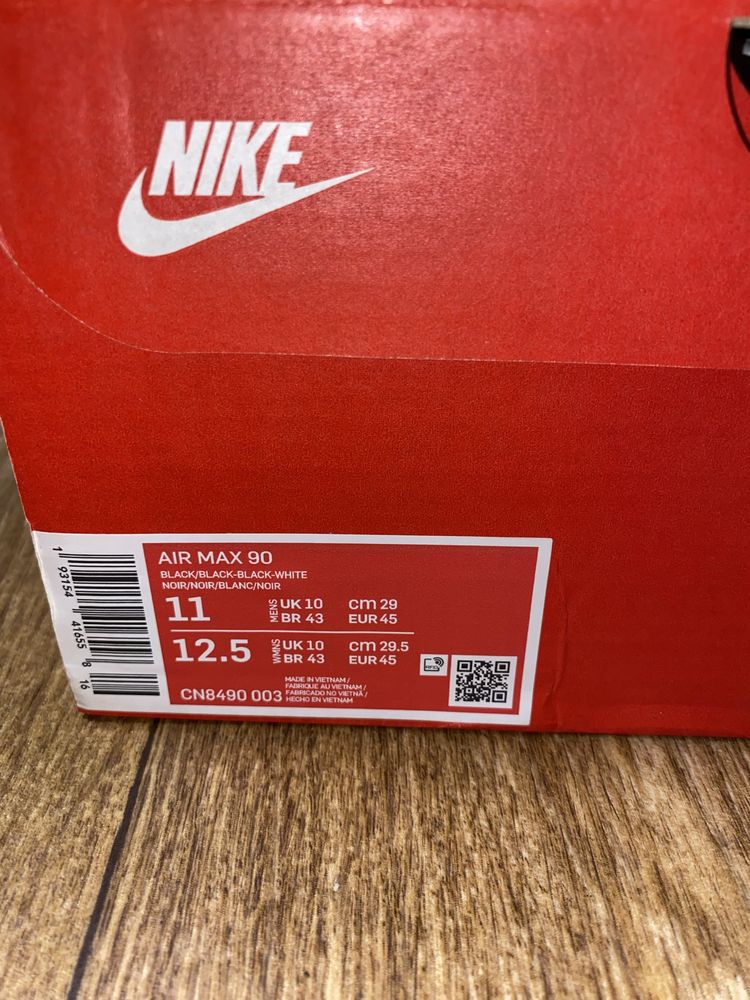 NIKE
AIR MAX 90
BLACK/BLACK-BLACK-WHITE
NOIR/NOIR/BLANC/NOIR
11 MENS UK 10 cm 29
BR 43 EUR 45
12.5 WMNS UK 10 cm 29.5
BR 43 EUR 45
CN8490 003
MADE IN VIETNAM /
FABRIQUE AU VIETNAM /
FABRICADO NO VIETNÃ /
HECHO EN VIETNAM
1 93154 41655 8 16